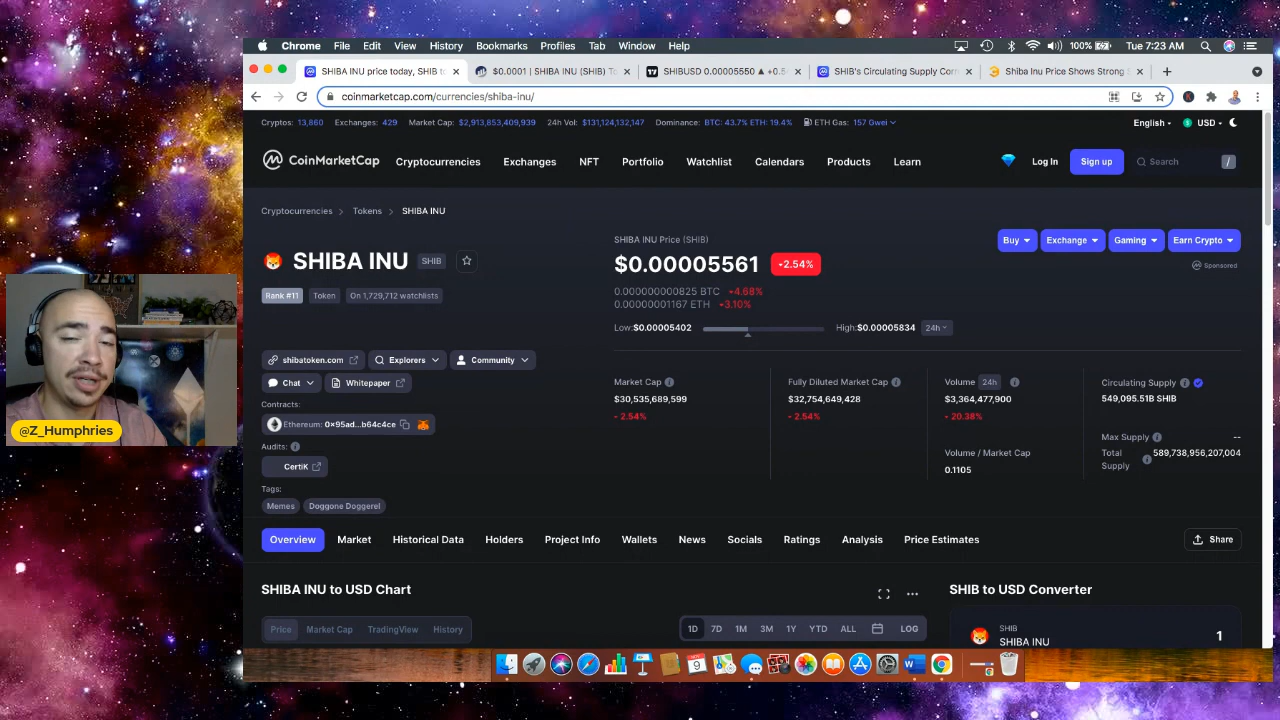 Chrome File Edit View History Bookmarks Profiles Tab Window Help 100% Tue 7:23 AM
SHIBA INU price today, SHIB to
$0.0001 | SHIBA INU (SHIB) To
SHIBUSD 0.00005550 ▲ +0.5
SHIB's Circulating Supply Corr
Shiba Inu Price Shows Strong S
coinmarketcap.com/currencies/shiba-inu/
Cryptos: 13,860 Exchanges: 429 Market Cap: $2,913,853,409,939 24h Vol: $131,124,132,147 Dominance: BTC: 43.7% ETH: 19.4% ETH Gas: 157 Gwei English USD
CoinMarketCap Cryptocurrencies Exchanges NFT Portfolio Watchlist Calendars Products Learn Log In Sign up Search /
Cryptocurrencies > Tokens > SHIBA INU
SHIBA INU SHIB
Rank #11 Token On 1,729,712 watchlists
SHIBA INU Price (SHIB)
$0.00005561 2.54%
0.000000000825 BTC 4.68%
0.00000001167 ETH 3.10%
Low: $0.00005402 High: $0.00005834 24h
Buy Exchange Gaming Earn Crypto
Sponsored
shibatoken.com Explorers Community
Chat Whitepaper
Contracts:
Ethereum: 0x95ad...b64c4ce
Audits:
CertiK
Tags:
Memes Doggone Doggerel
Market Cap
$30,535,689,599
2.54%
Fully Diluted Market Cap
$32,754,649,428
2.54%
Volume 24h
$3,364,477,900
20.38%
Volume / Market Cap
0.1105
Circulating Supply
549,095.51B SHIB
Max Supply --
Total Supply 589,738,956,207,004
@Z_Humphries
Overview Market Historical Data Holders Project Info Wallets News Socials Ratings Analysis Price Estimates Share
SHIBA INU to USD Chart
Price Market Cap TradingView History
1D 7D 1M 3M 1Y YTD ALL LOG
SHIB to USD Converter
SHIB
SHIBA INU
1